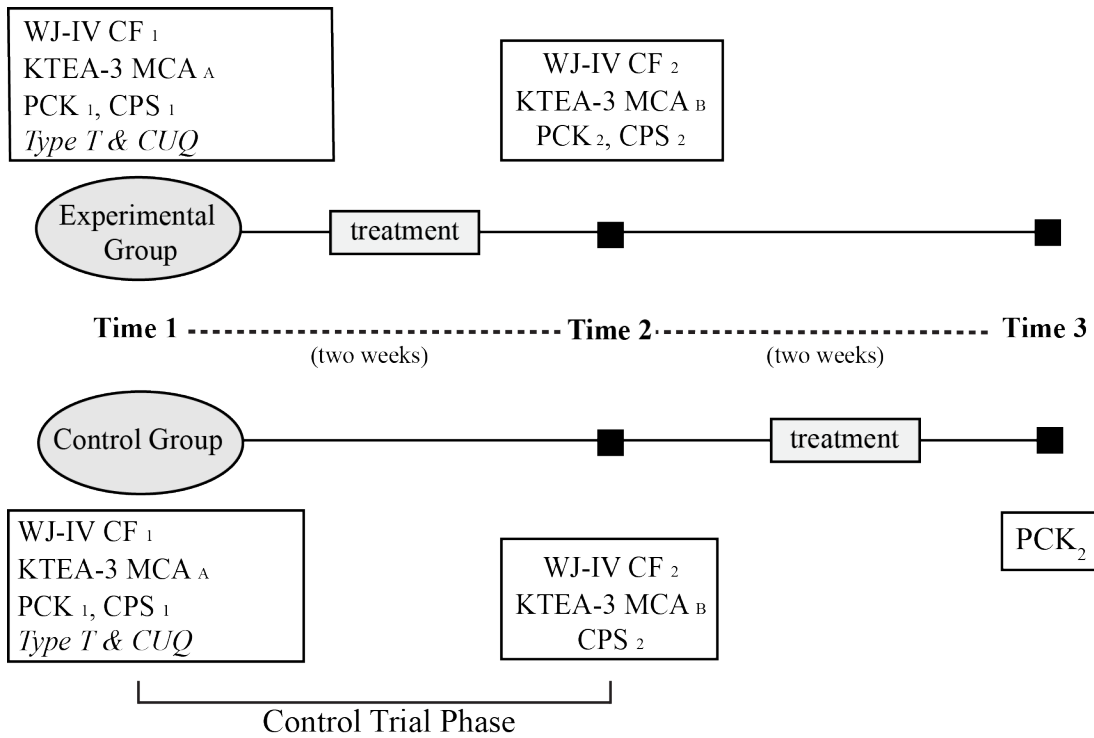 WJ-IV CF 1
KTEA-3 MCA A
PCK 1, CPS 1
Type T & CUQ
WJ-IV CF 2
KTEA-3 MCA B
PCK 2, CPS 2
Experimental
Group
treatment
Time 1
Time 2
Time 3
(two weeks)
(two weeks)
Control Group
treatment
WJ-IV CF 1
KTEA-3 MCA A
PCK 1, CPS 1
Type T & CUQ
WJ-IV CF 2
KTEA-3 MCA B
CPS 2
PCK2
Control Trial Phase